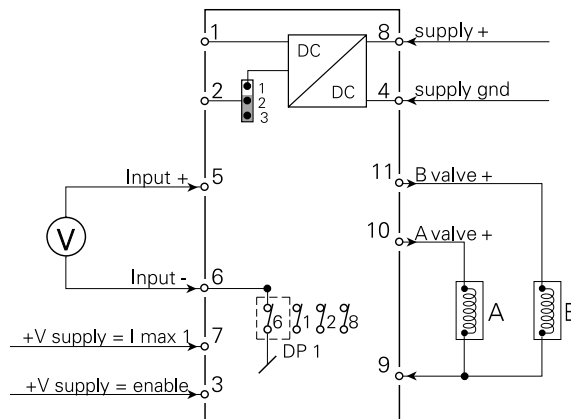 1
DC
8
supply +
2
1
2
3
DC
4
supply gnd
Input +
5
11
B valve +
V
10
A valve +
Input -
6
6
1
2
8
A
B
+V supply = I max 1
7
DP 1
+V supply = enable
3
9